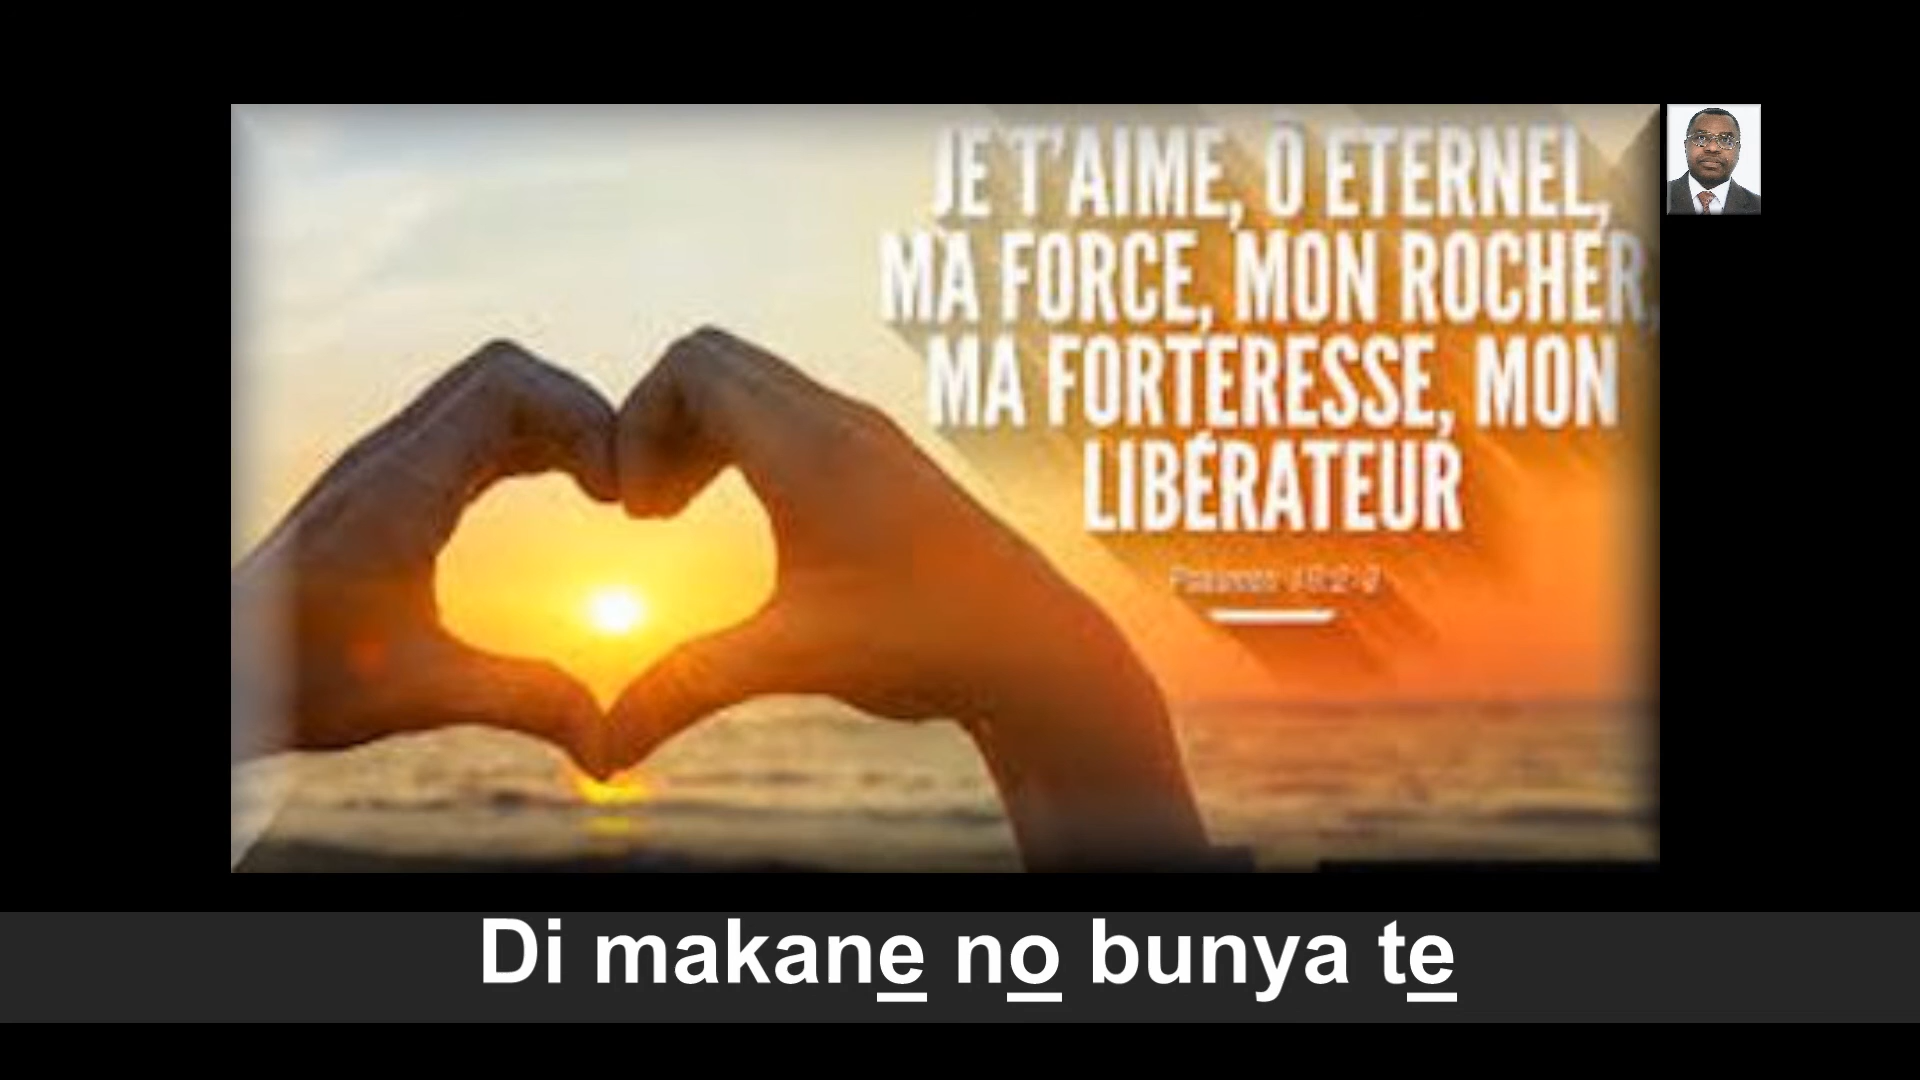 JE T'AIME, Ô ETERNEL,
MA FORCE, MON ROCHER,
MA FORTERESSE, MON
LIBÉRATEUR
Di makane̲ no̲ bunya te̲